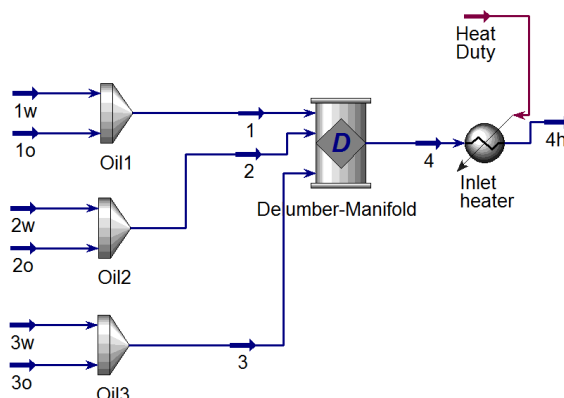 Heat
Duty
1w
1o
Oil1
1
D
2
4
4h
Inlet
heater
2w
2o
Oil2
Delumber-Manifold
3w
3o
Oil3
3